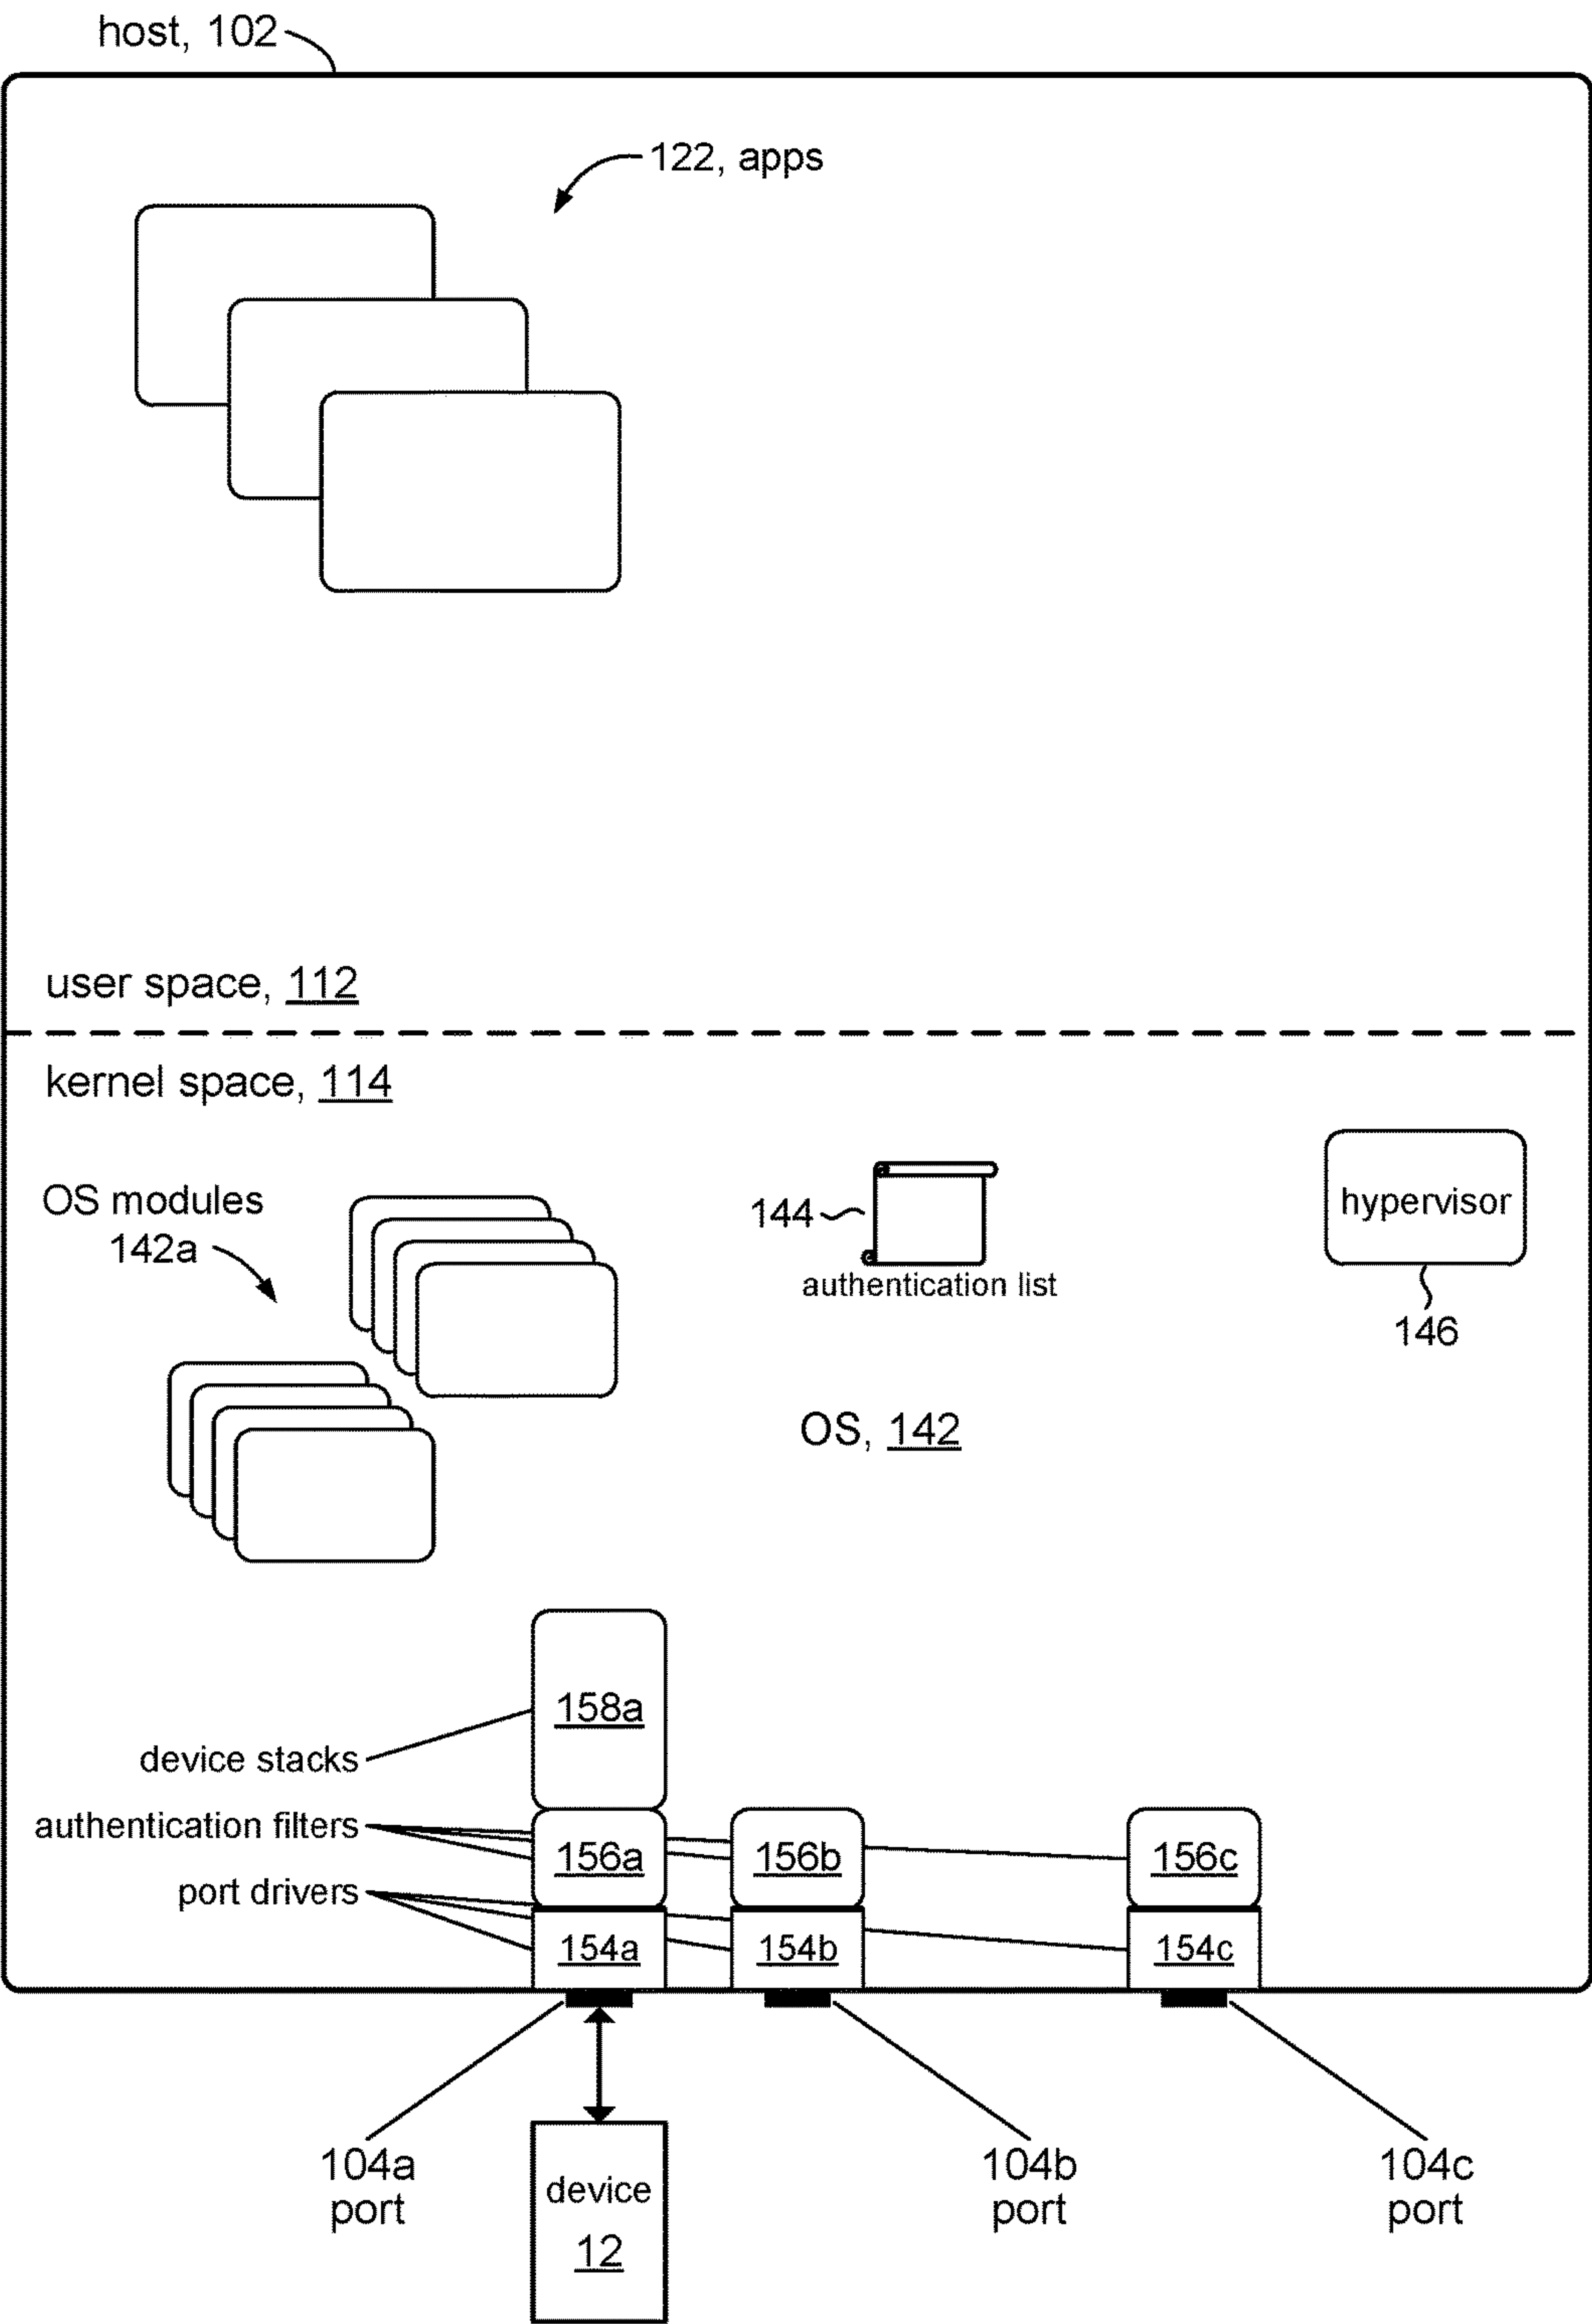 host, 102
122, apps
user space, 112
kernel space, 114
OS modules
142a
144
authentication list
hypervisor
146
OS, 142
158a
device stacks
authentication filters
156a
156b
156c
port drivers
154a
154b
154c
104a
port
104b
port
104c
port
device
12